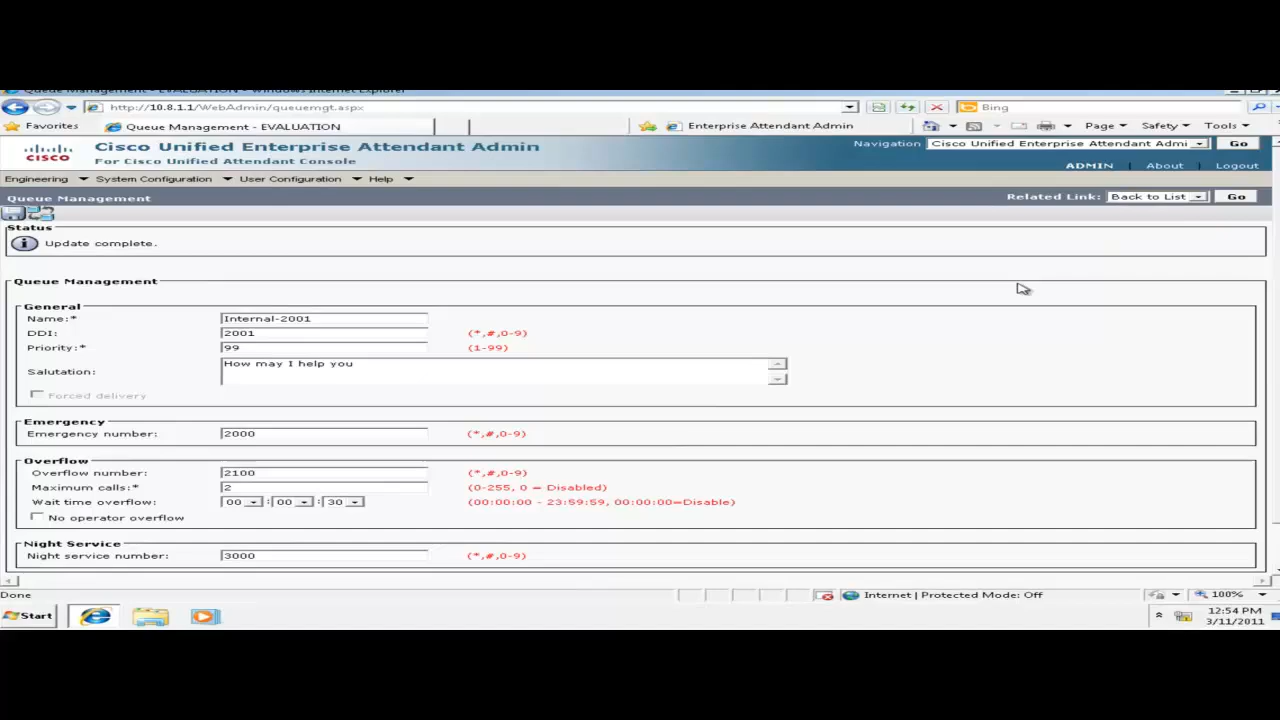 Queue Management - EVALUATION - Windows Internet Explorer
http://10.8.1.1/WebAdmin/queuemgt.aspx
Bing
Favorites
Queue Management - EVALUATION
Enterprise Attendant Admin
Page
Safety
Tools
CISCO
Cisco Unified Enterprise Attendant Admin
For Cisco Unified Attendant Console
Navigation
Cisco Unified Enterprise Attendant Admi
Go
ADMIN | About | Logout
Engineering
System Configuration
User Configuration
Help
Queue Management
Related Link:
Back to List
Go
Status
Update complete.
Queue Management
General
Name:* Internal-2001
DDI: 2001 (*,#,0-9)
Priority:* 99 (1-99)
Salutation: How may I help you
Forced delivery
Emergency
Emergency number: 2000 (*,#,0-9)
Overflow
Overflow number: 2100 (*,#,0-9)
Maximum calls:* 2 (0-255, 0 = Disabled)
Wait time overflow: 00 : 00 : 30 (00:00:00 - 23:59:59, 00:00:00=Disable)
No operator overflow
Night Service
Night service number: 3000 (*,#,0-9)
Done
Internet | Protected Mode: Off
100%
Start
12:54 PM
3/11/2011